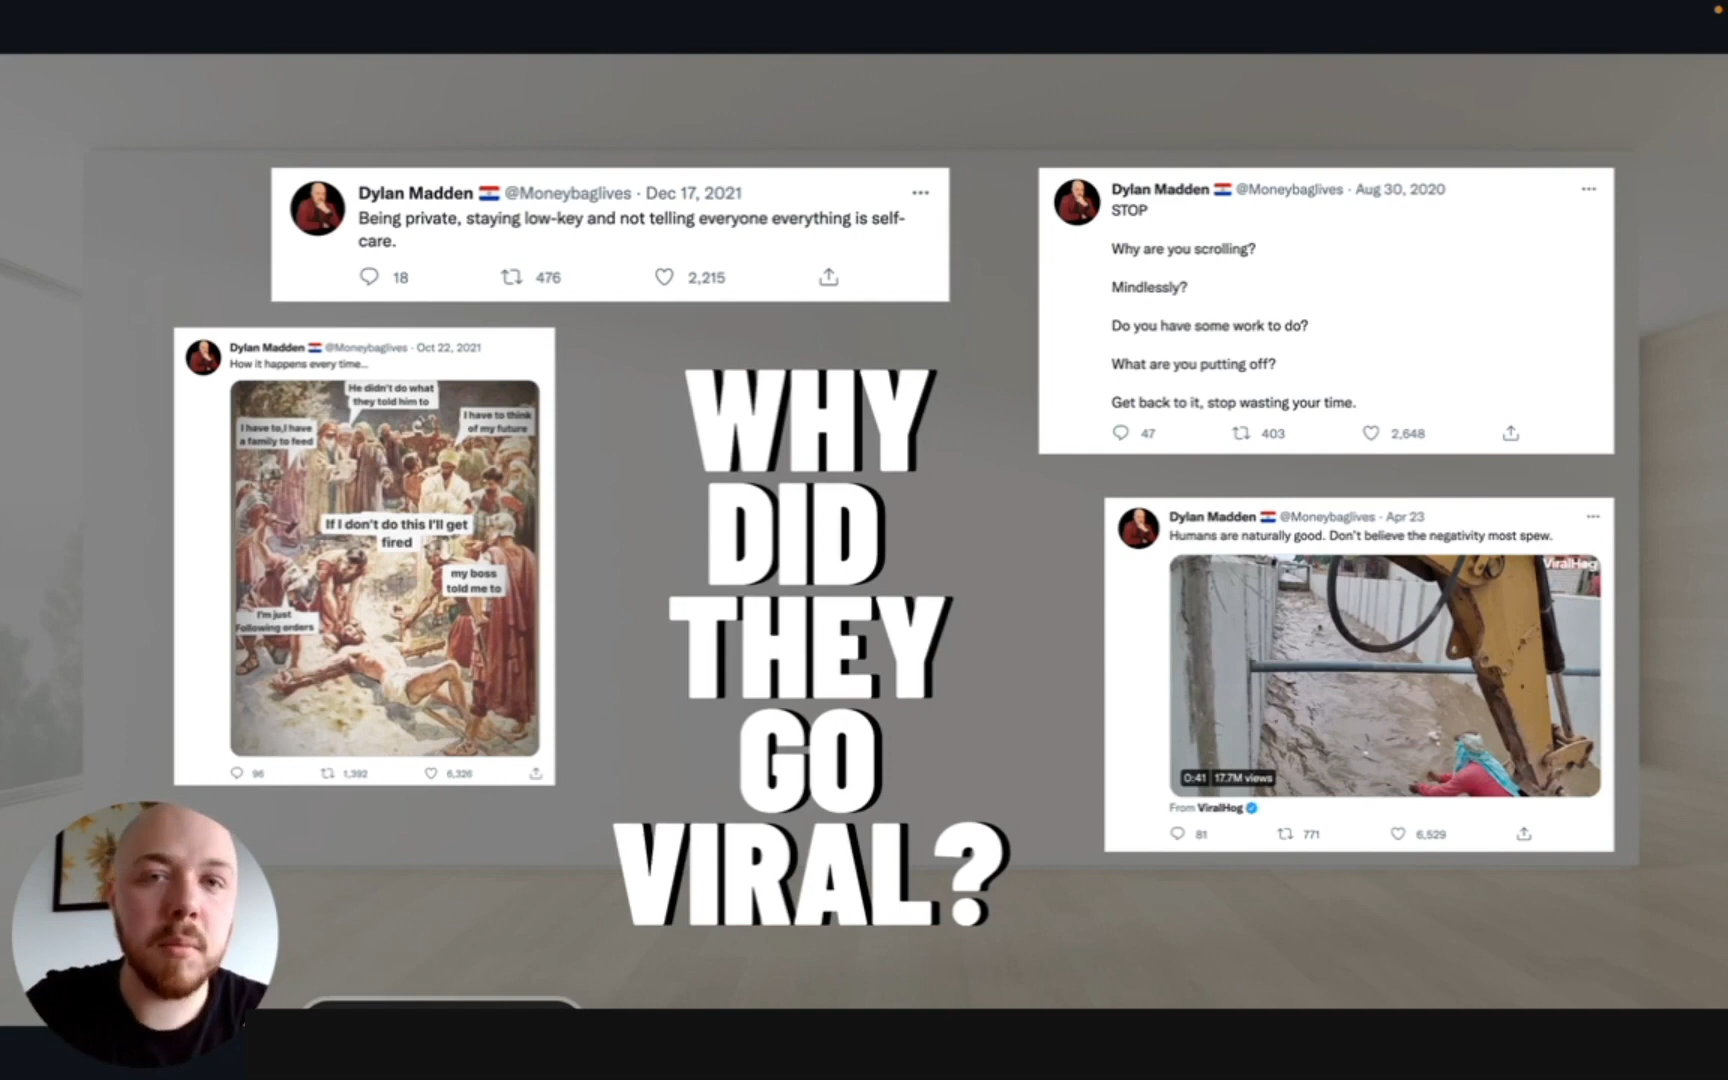 Dylan Madden @Moneybaglives · Dec 17, 2021
Being private, staying low-key and not telling everyone everything is self-
care.
18 476 2,215
Dylan Madden @Moneybaglives · Aug 30, 2020
STOP
Why are you scrolling?
Mindlessly?
Do you have some work to do?
What are you putting off?
Get back to it, stop wasting your time.
47 403 2,648
Dylan Madden @Moneybaglives · Oct 22, 2021
How it happens every time...
He didn't do what
they told him to
I have to,I have
a family to feed
I have to think
of my future
If I don't do this I'll get
fired
my boss
told me to
I'm just
Following orders
96 1,392 6,326
WHY
DID
THEY
GO
VIRAL?
Dylan Madden @Moneybaglives · Apr 23
Humans are naturally good. Don't believe the negativity most spew.
ViralHog
0:41 17.7M views
From ViralHog
81 771 6,529